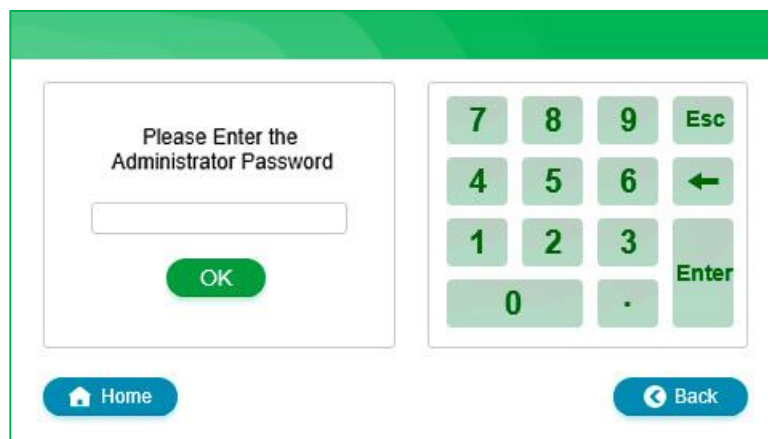 Please Enter the
Administrator Password
OK
7 8 9 Esc
4 5 6 ←
1 2 3
Enter
0 .
Home
Back